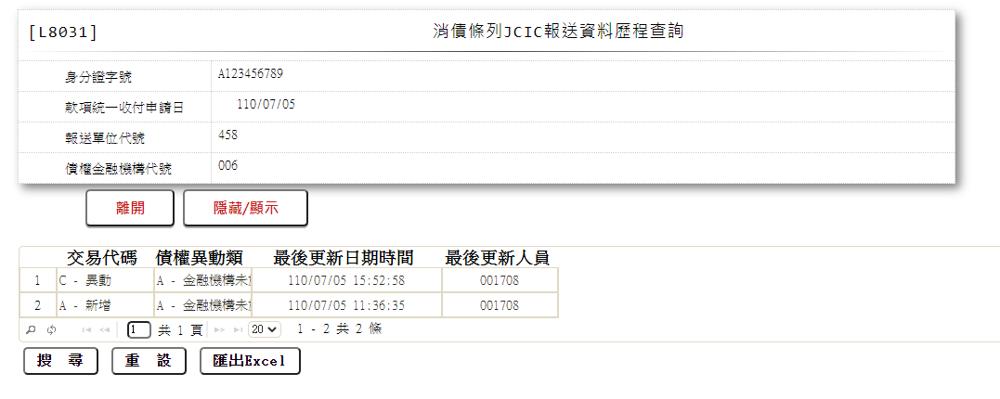 [L8031] 消債條列JCIC報送資料歷程查詢
身分證字號 A123456789
款項統一收付申請日 110/07/05
報送單位代號 458
債權金融機構代號 006
離開 隱藏/顯示
交易代碼 債權異動類 最後更新日期時間 最後更新人員
1 C - 異動 A - 金融機構未 110/07/05 15:52:58 001708
2 A - 新增 A - 金融機構未 110/07/05 11:36:35 001708
1 共 1 頁 20 1 - 2 共 2 條
搜 尋 重 設 匯出Excel